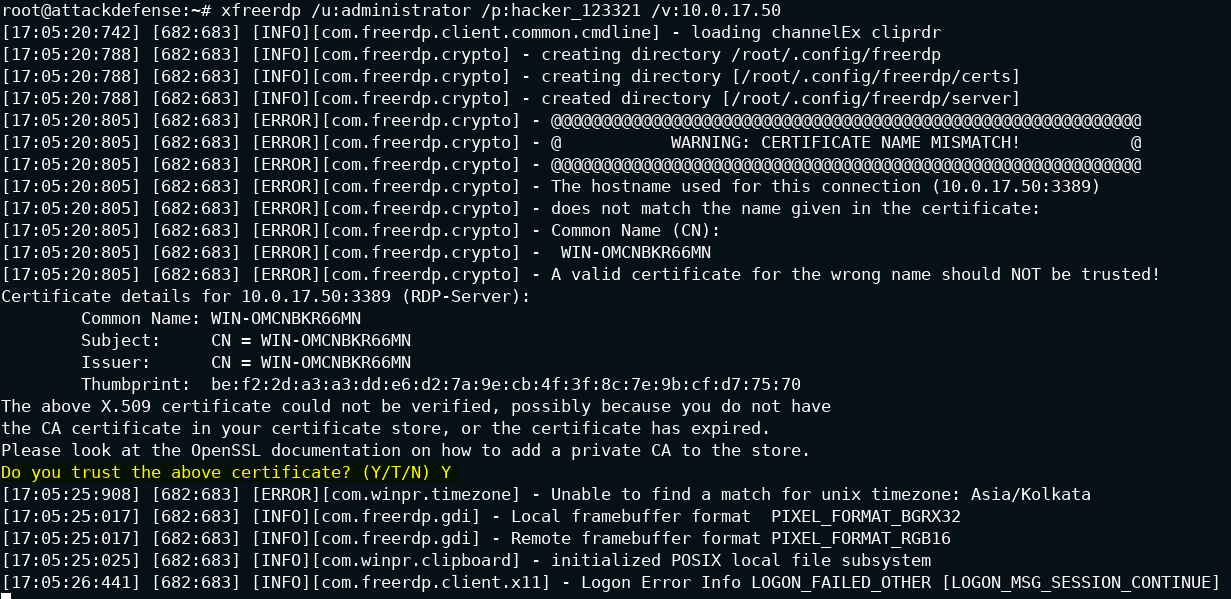 root@attackdefense:~# xfreerdp /u:administrator /p:hacker_123321 /v:10.0.17.50
[17:05:20:742] [682:683] [INFO][com.freerdp.client.common.cmdline] - loading channelEx cliprdr
[17:05:20:788] [682:683] [INFO][com.freerdp.crypto] - creating directory /root/.config/freerdp
[17:05:20:788] [682:683] [INFO][com.freerdp.crypto] - creating directory [/root/.config/freerdp/certs]
[17:05:20:788] [682:683] [INFO][com.freerdp.crypto] - created directory [/root/.config/freerdp/server]
[17:05:20:805] [682:683] [ERROR][com.freerdp.crypto] - @@@@@@@@@@@@@@@@@@@@@@@@@@@@@@@@@@@@@@@@@@@@@@@@@@@@@@@@@@@
[17:05:20:805] [682:683] [ERROR][com.freerdp.crypto] - @           WARNING: CERTIFICATE NAME MISMATCH!           @
[17:05:20:805] [682:683] [ERROR][com.freerdp.crypto] - @@@@@@@@@@@@@@@@@@@@@@@@@@@@@@@@@@@@@@@@@@@@@@@@@@@@@@@@@@@
[17:05:20:805] [682:683] [ERROR][com.freerdp.crypto] - The hostname used for this connection (10.0.17.50:3389)
[17:05:20:805] [682:683] [ERROR][com.freerdp.crypto] - does not match the name given in the certificate:
[17:05:20:805] [682:683] [ERROR][com.freerdp.crypto] - Common Name (CN):
[17:05:20:805] [682:683] [ERROR][com.freerdp.crypto] -  WIN-OMCNBKR66MN
[17:05:20:805] [682:683] [ERROR][com.freerdp.crypto] - A valid certificate for the wrong name should NOT be trusted!
Certificate details for 10.0.17.50:3389 (RDP-Server):
        Common Name: WIN-OMCNBKR66MN
        Subject:     CN = WIN-OMCNBKR66MN
        Issuer:      CN = WIN-OMCNBKR66MN
        Thumbprint:  be:f2:2d:a3:a3:dd:e6:d2:7a:9e:cb:4f:3f:8c:7e:9b:cf:d7:75:70
The above X.509 certificate could not be verified, possibly because you do not have
the CA certificate in your certificate store, or the certificate has expired.
Please look at the OpenSSL documentation on how to add a private CA to the store.
Do you trust the above certificate? (Y/T/N) Y
[17:05:25:908] [682:683] [ERROR][com.winpr.timezone] - Unable to find a match for unix timezone: Asia/Kolkata
[17:05:25:017] [682:683] [INFO][com.freerdp.gdi] - Local framebuffer format  PIXEL_FORMAT_BGRX32
[17:05:25:017] [682:683] [INFO][com.freerdp.gdi] - Remote framebuffer format PIXEL_FORMAT_RGB16
[17:05:25:025] [682:683] [INFO][com.winpr.clipboard] - initialized POSIX local file subsystem
[17:05:26:441] [682:683] [INFO][com.freerdp.client.x11] - Logon Error Info LOGON_FAILED_OTHER [LOGON_MSG_SESSION_CONTINUE]